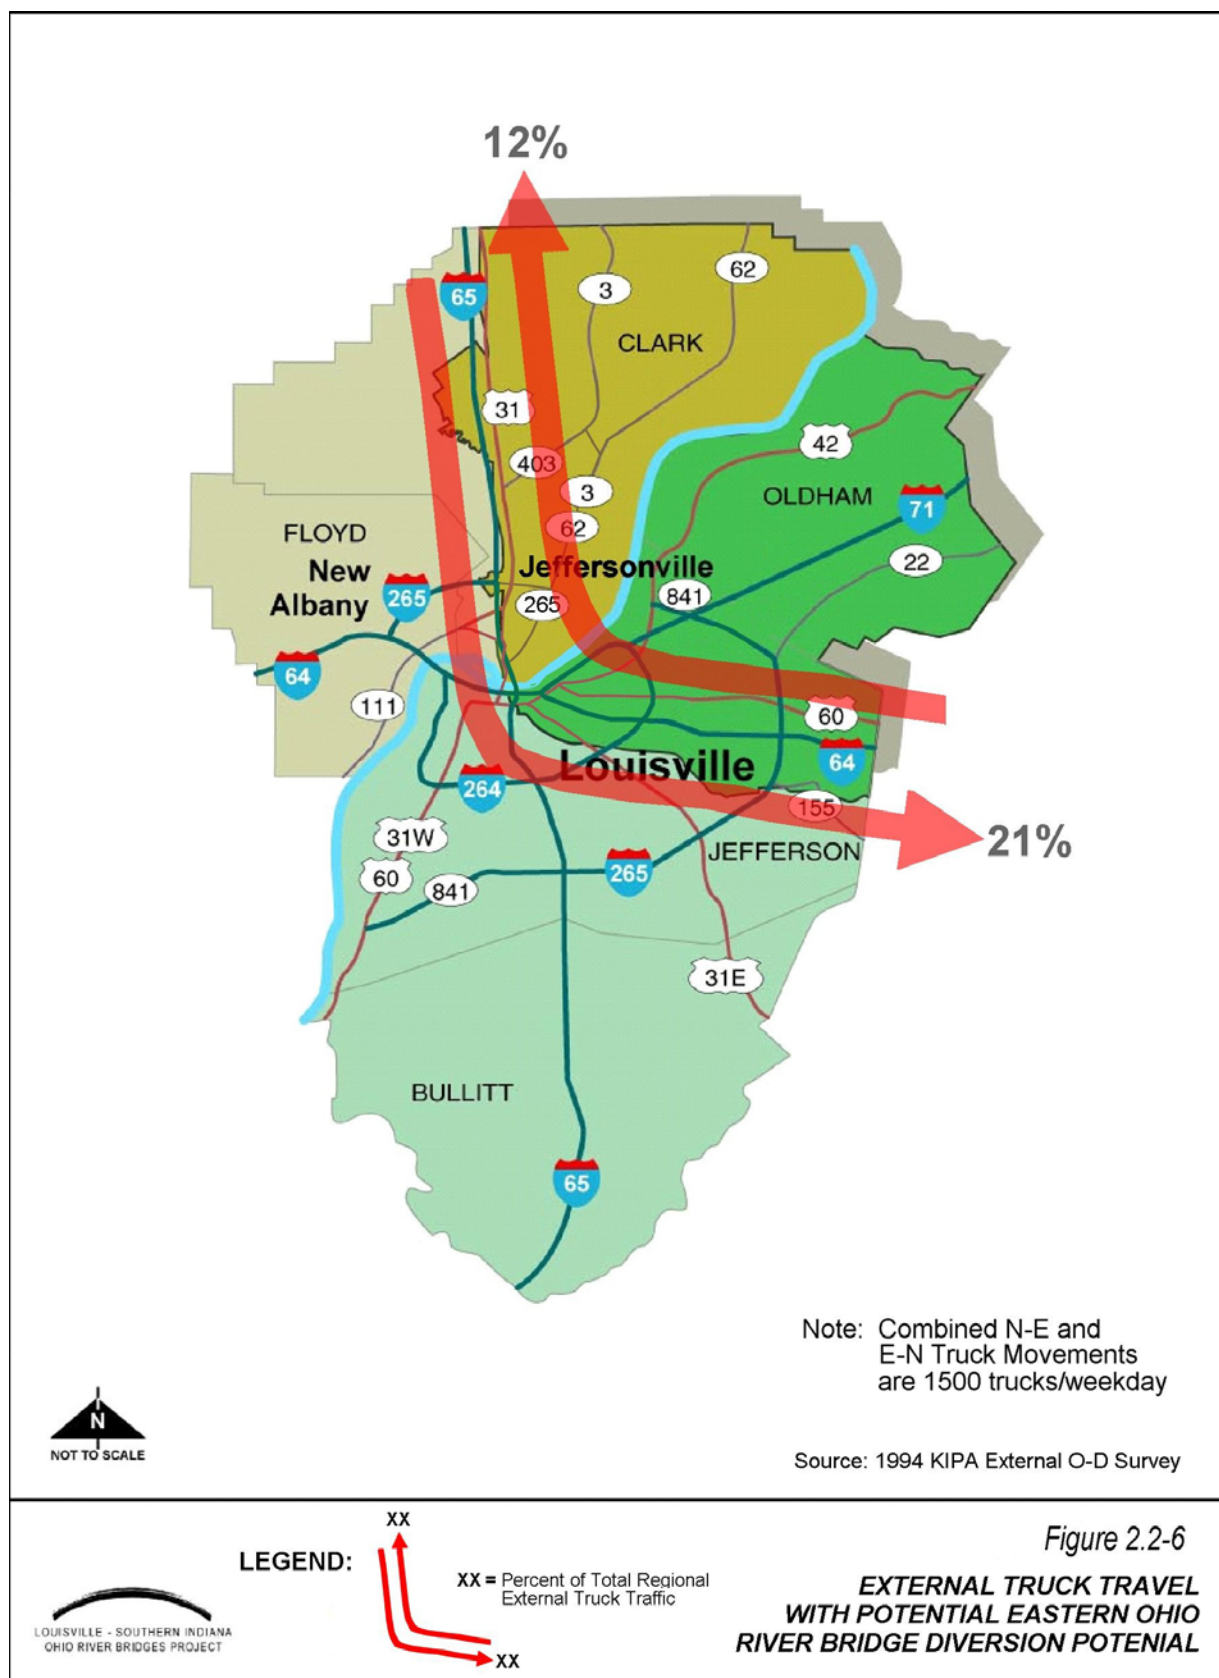 12%
65
3
62
CLARK
31
42
403
3
OLDHAM
71
62
FLOYD
New
Albany
Jeffersonville
22
265
265
841
64
111
60
Louisville
64
264
155
31W
21%
JEFFERSON
60
841
265
31E
BULLITT
65
Note: Combined N-E and
E-N Truck Movements
are 1500 trucks/weekday
N
NOT TO SCALE
Source: 1994 KIPA External O-D Survey
LEGEND:
XX
XX
XX = Percent of Total Regional
External Truck Traffic
Figure 2.2-6
EXTERNAL TRUCK TRAVEL
WITH POTENTIAL EASTERN OHIO
RIVER BRIDGE DIVERSION POTENIAL
LOUISVILLE - SOUTHERN INDIANA
OHIO RIVER BRIDGES PROJECT